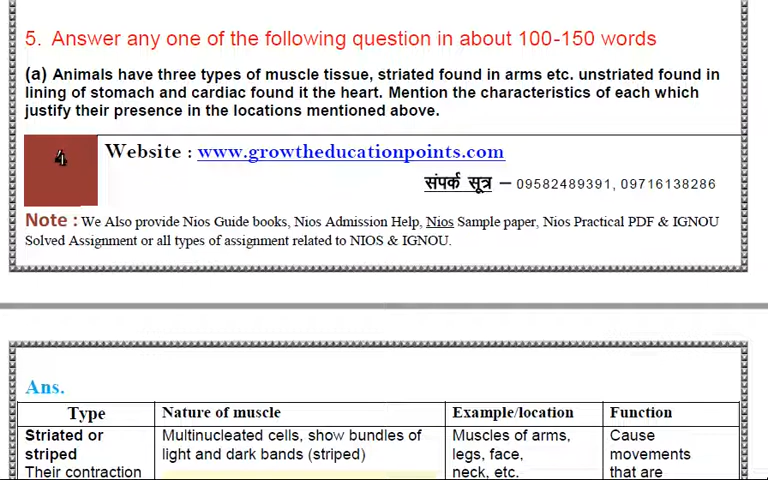 5. Answer any one of the following question in about 100-150 words
(a) Animals have three types of muscle tissue, striated found in arms etc. unstriated found in
lining of stomach and cardiac found it the heart. Mention the characteristics of each which
justify their presence in the locations mentioned above.
4
Website : www.growtheducationpoints.com
संपर्क सूत्र – 09582489391, 09716138286
Note : We Also provide Nios Guide books, Nios Admission Help, Nios Sample paper, Nios Practical PDF & IGNOU
Solved Assignment or all types of assignment related to NIOS & IGNOU.
Ans.
Type Nature of muscle Example/location Function
Striated or Multinucleated cells, show bundles of Muscles of arms, Cause
striped light and dark bands (striped) legs, face, movements
Their contraction neck, etc. that are